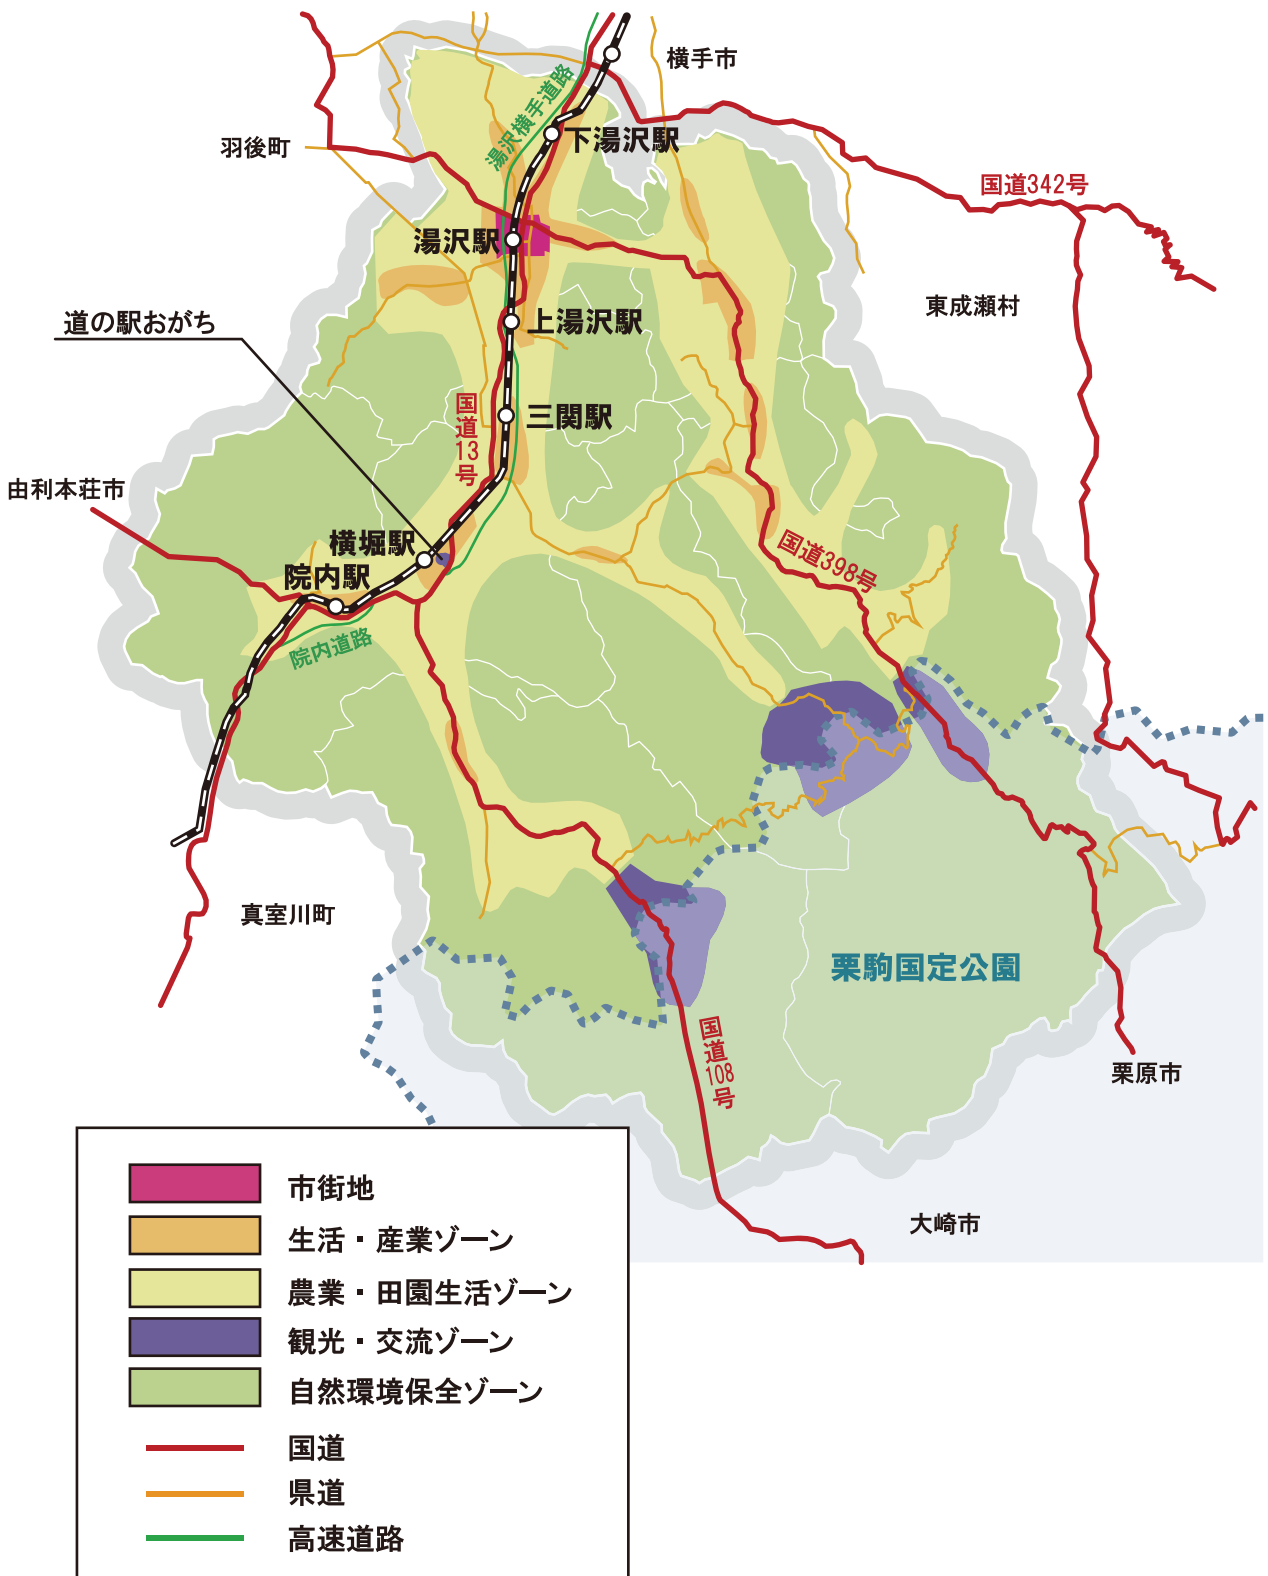 横手市
湯沢横手道路
下湯沢駅
羽後町
国道342号
湯沢駅
東成瀬村
道の駅おがち
上湯沢駅
国道13号
三関駅
由利本荘市
横堀駅
国道398号
院内駅
院内道路
真室川町
栗駒国定公園
国道108号
栗原市
大崎市
市街地
生活・産業ゾーン
農業・田園生活ゾーン
観光・交流ゾーン
自然環境保全ゾーン
国道
県道
高速道路